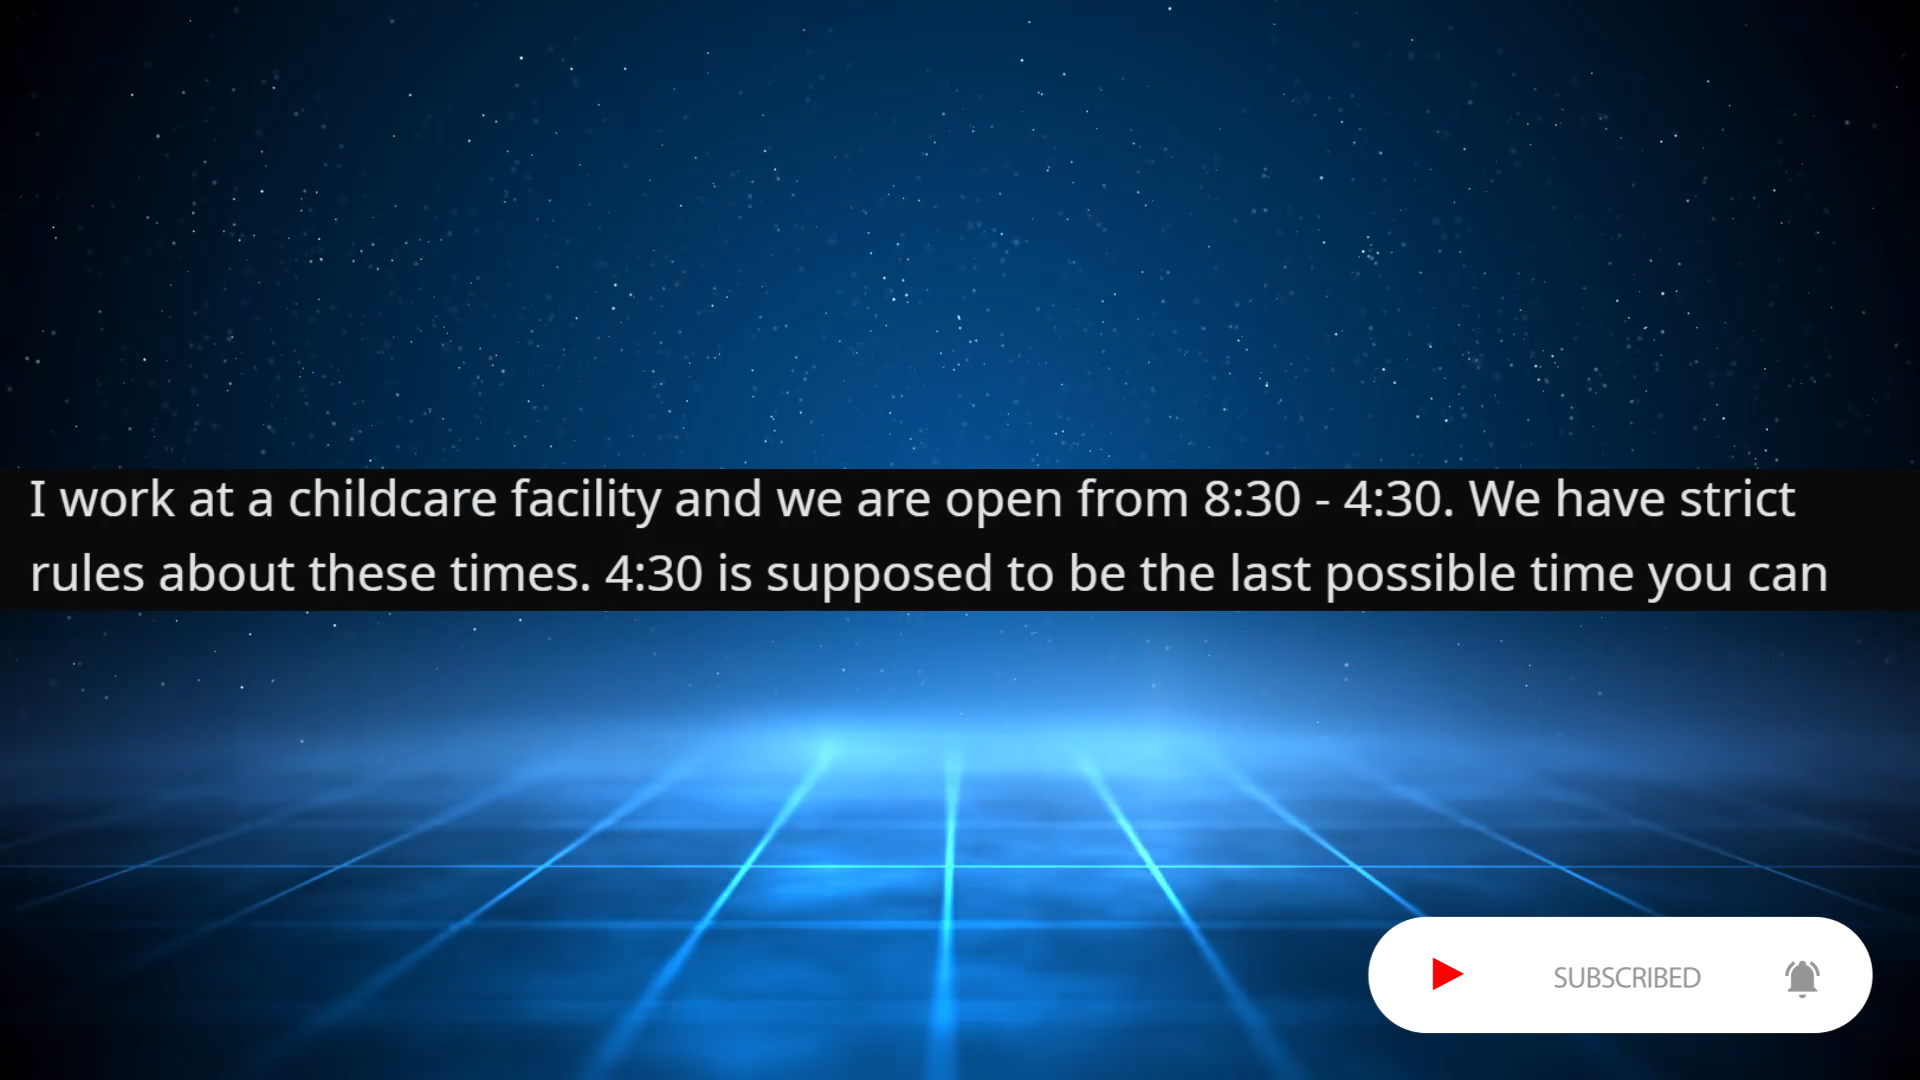 I work at a childcare facility and we are open from 8:30 - 4:30. We have strict
rules about these times. 4:30 is supposed to be the last possible time you can
SUBSCRIBED